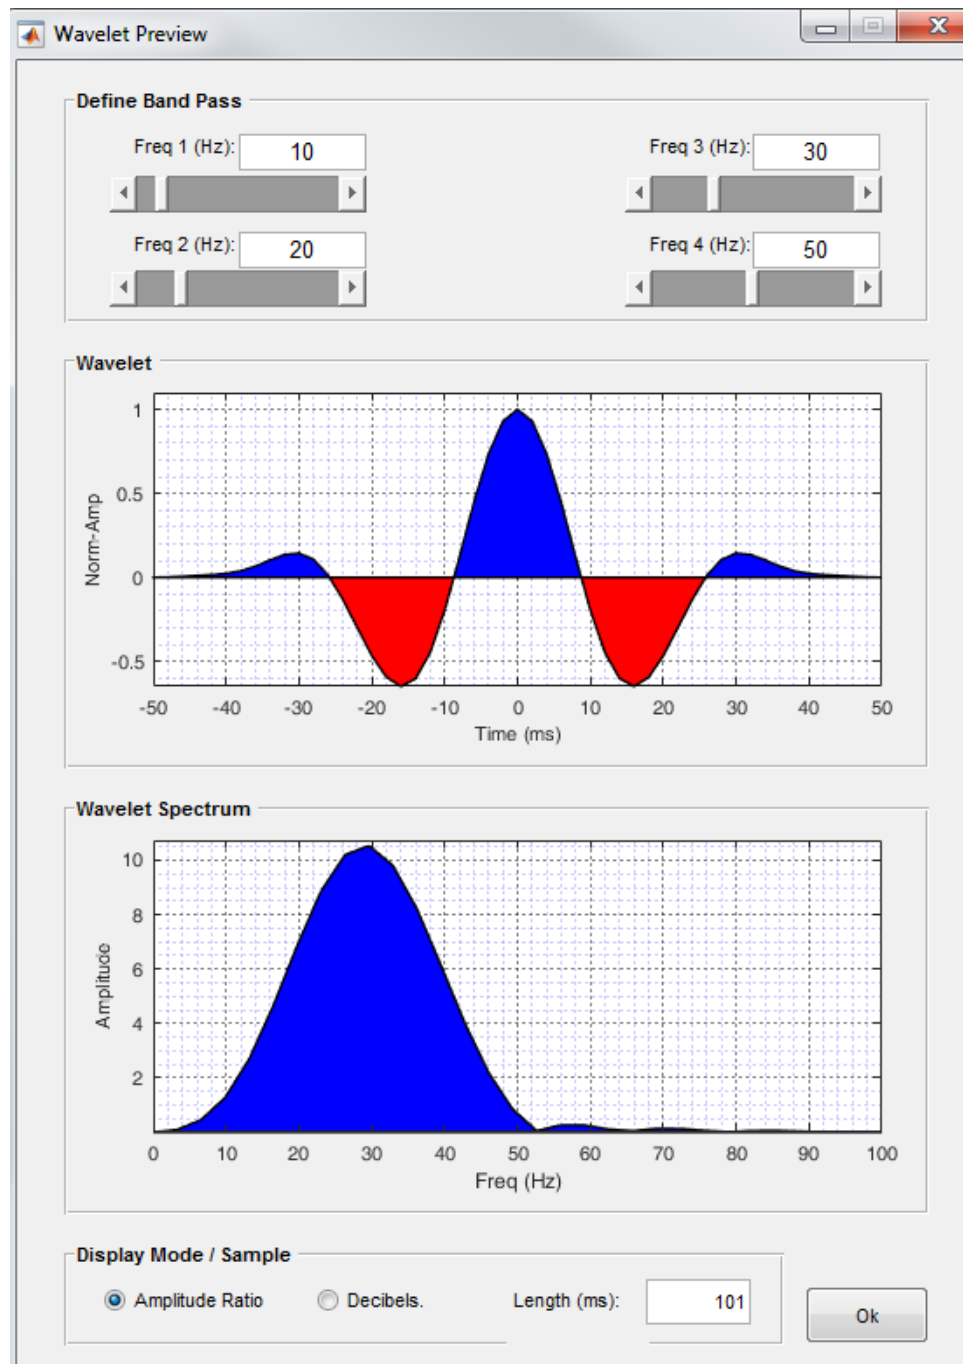 Wavelet Preview
Define Band Pass
Freq 1 (Hz): 10
Freq 3 (Hz): 30
Freq 2 (Hz): 20
Freq 4 (Hz): 50
Wavelet
1
0.5
0
-0.5
Norm-Amp
-50 -40 -30 -20 -10 0 10 20 30 40 50
Time (ms)
Wavelet Spectrum
10
8
6
4
2
Amplitude
0 10 20 30 40 50 60 70 80 90 100
Freq (Hz)
Display Mode / Sample
Amplitude Ratio Decibels. Length (ms): 101
Ok